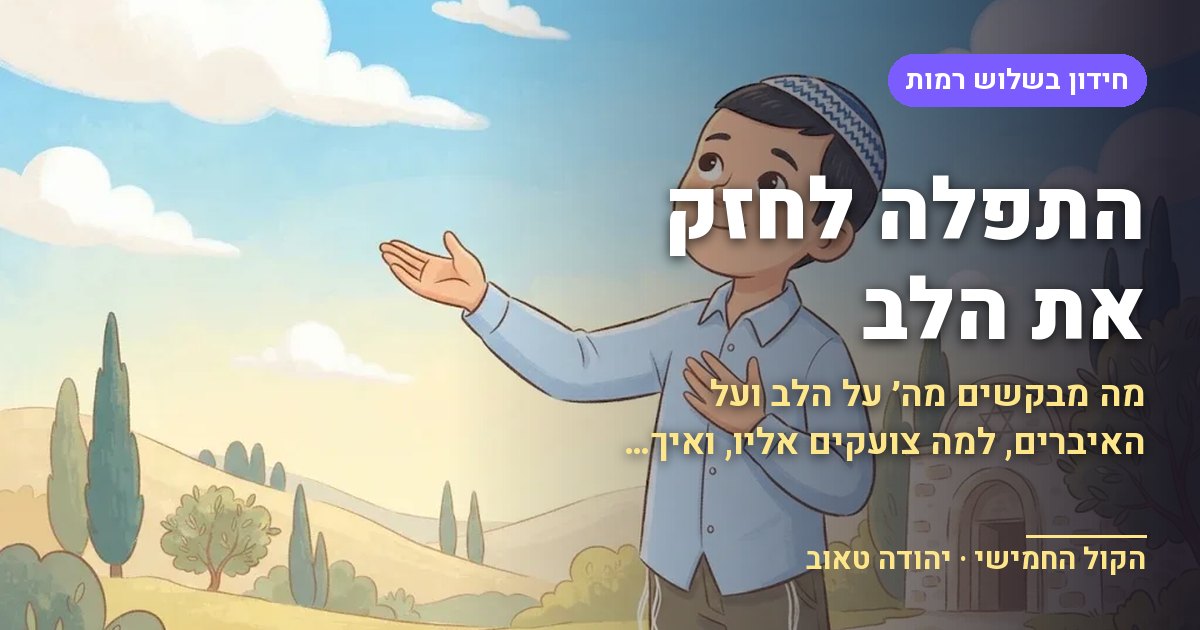 חידון בשלוש רמות
התפלה לחזק
את הלב
מה מבקשים מה׳ על הלב ועל
האיברים, למה צועקים אליו, ואיך...
הקול החמישי · יהודה טאוב